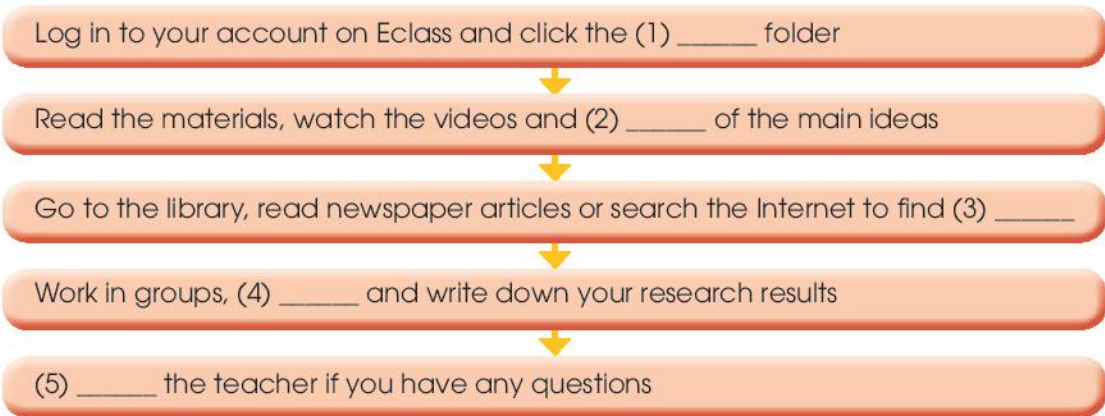 Log in to your account on Eclass and click the (1) ______ folder
Read the materials, watch the videos and (2) ______ of the main ideas
Go to the library, read newspaper articles or search the Internet to find (3) ______
Work in groups, (4) ______ and write down your research results
(5) ______ the teacher if you have any questions